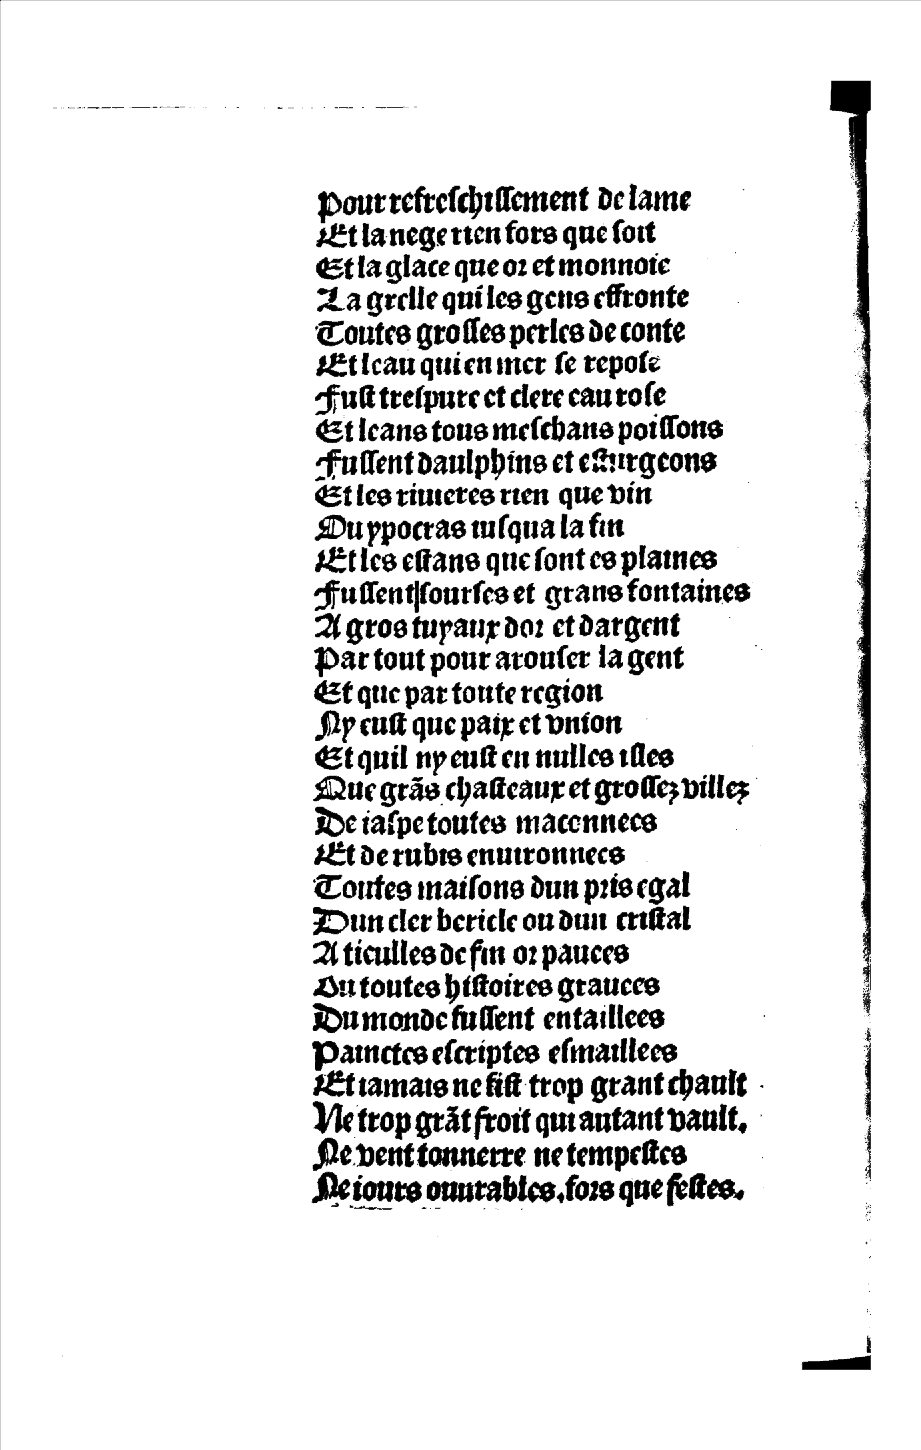 Pour refreschissement de lame
Et la nege rien fors que soit
Et la glace que or et monnoie
La grelle qui les gens effronte
Toutes grosses perles de conte
Et leau qui en mer se repose
Fust trespure et clere eau rose
Et leans tous meschans poissons
Fussent daulphins et esturgeons
Et les riuieres rien que vin
Du ypocras iusqua la fin
Et les estans que sont es plaines
Fussent sourses et grans fontaines
A gros tuyaux dor et dargent
Par tout pour arouser la gent
Et que par toute region
Ny eust que paix et vnion
Et quil ny eust en nulles isles
Que grãs chasteaux et grossez villez
De iaspe toutes maconnees
Et de rubis enuironnees
Toutes maisons dun pris egal
Dun cler bericle ou dun cristal
A ticulles de fin or pauees
Ou toutes histoires grauees
Du monde fussent entaillees
Painctes escriptes esmaillees
Et iamais ne fist trop grant chault
Ne trop grãt froit qui autant vault.
Ne vent tonnerre ne tempestes
Ne iours ouurables. fors que festes.